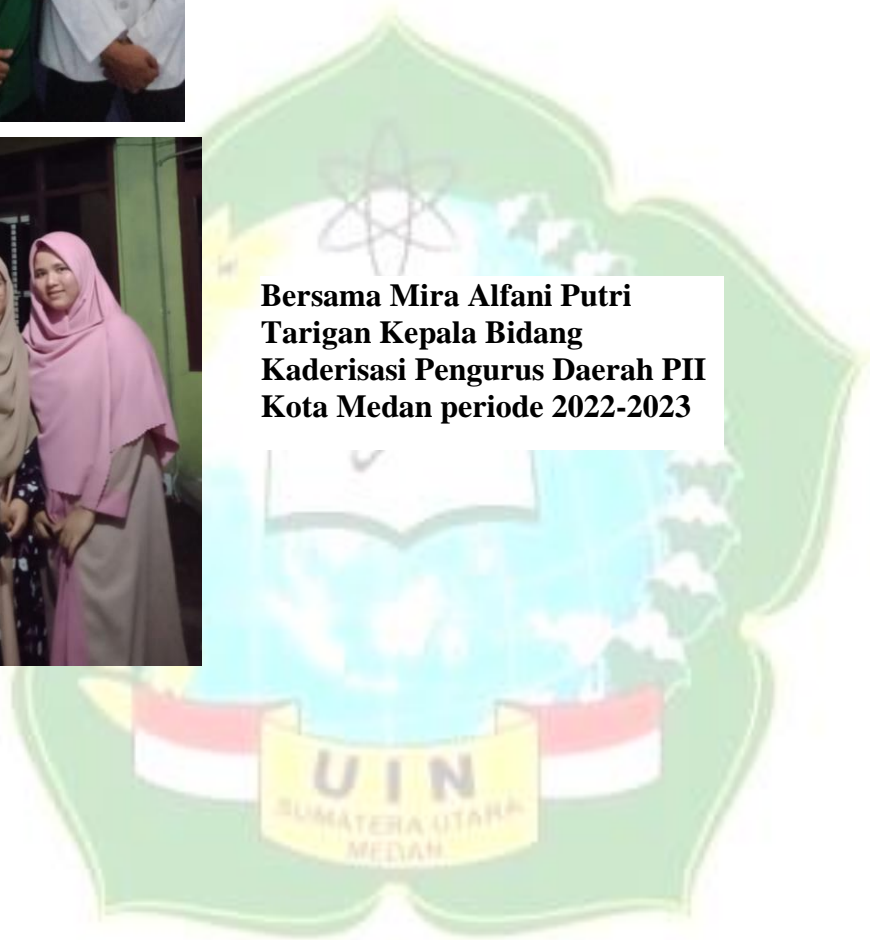 Bersama Mira Alfani Putri
Tarigan Kepala Bidang
Kaderisasi Pengurus Daerah PII
Kota Medan periode 2022-2023
UIN
SUMATERA UTARA
MEDAN